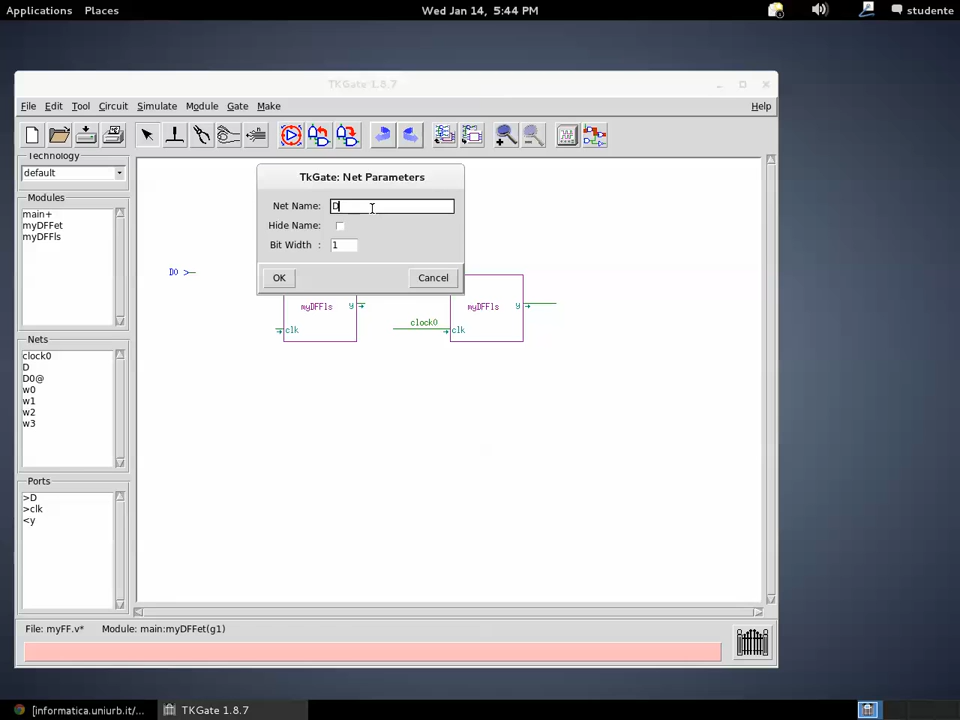 Applications Places Wed Jan 14, 5:44 PM studente
TKGate 1.8.7
File Edit Tool Circuit Simulate Module Gate Make Help
Technology
default
Modules
main+
myDFFet
myDFFls
Nets
clock0
D
D0@
w0
w1
w2
w3
Ports
>D
>clk
<y
TkGate: Net Parameters
Net Name: D
Hide Name:
Bit Width : 1
OK Cancel
D0 >
myDFFls y
clk
clock0
myDFFls y
clk
File: myFF.v* Module: main:myDFFet(g1)
[informatica.uniurb.it/... TKGate 1.8.7